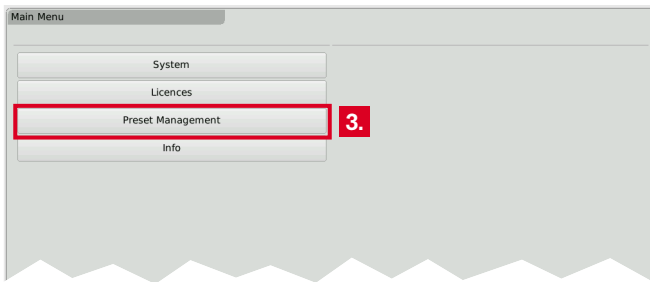 Main Menu
System
Licences
Preset Management
3.
Info